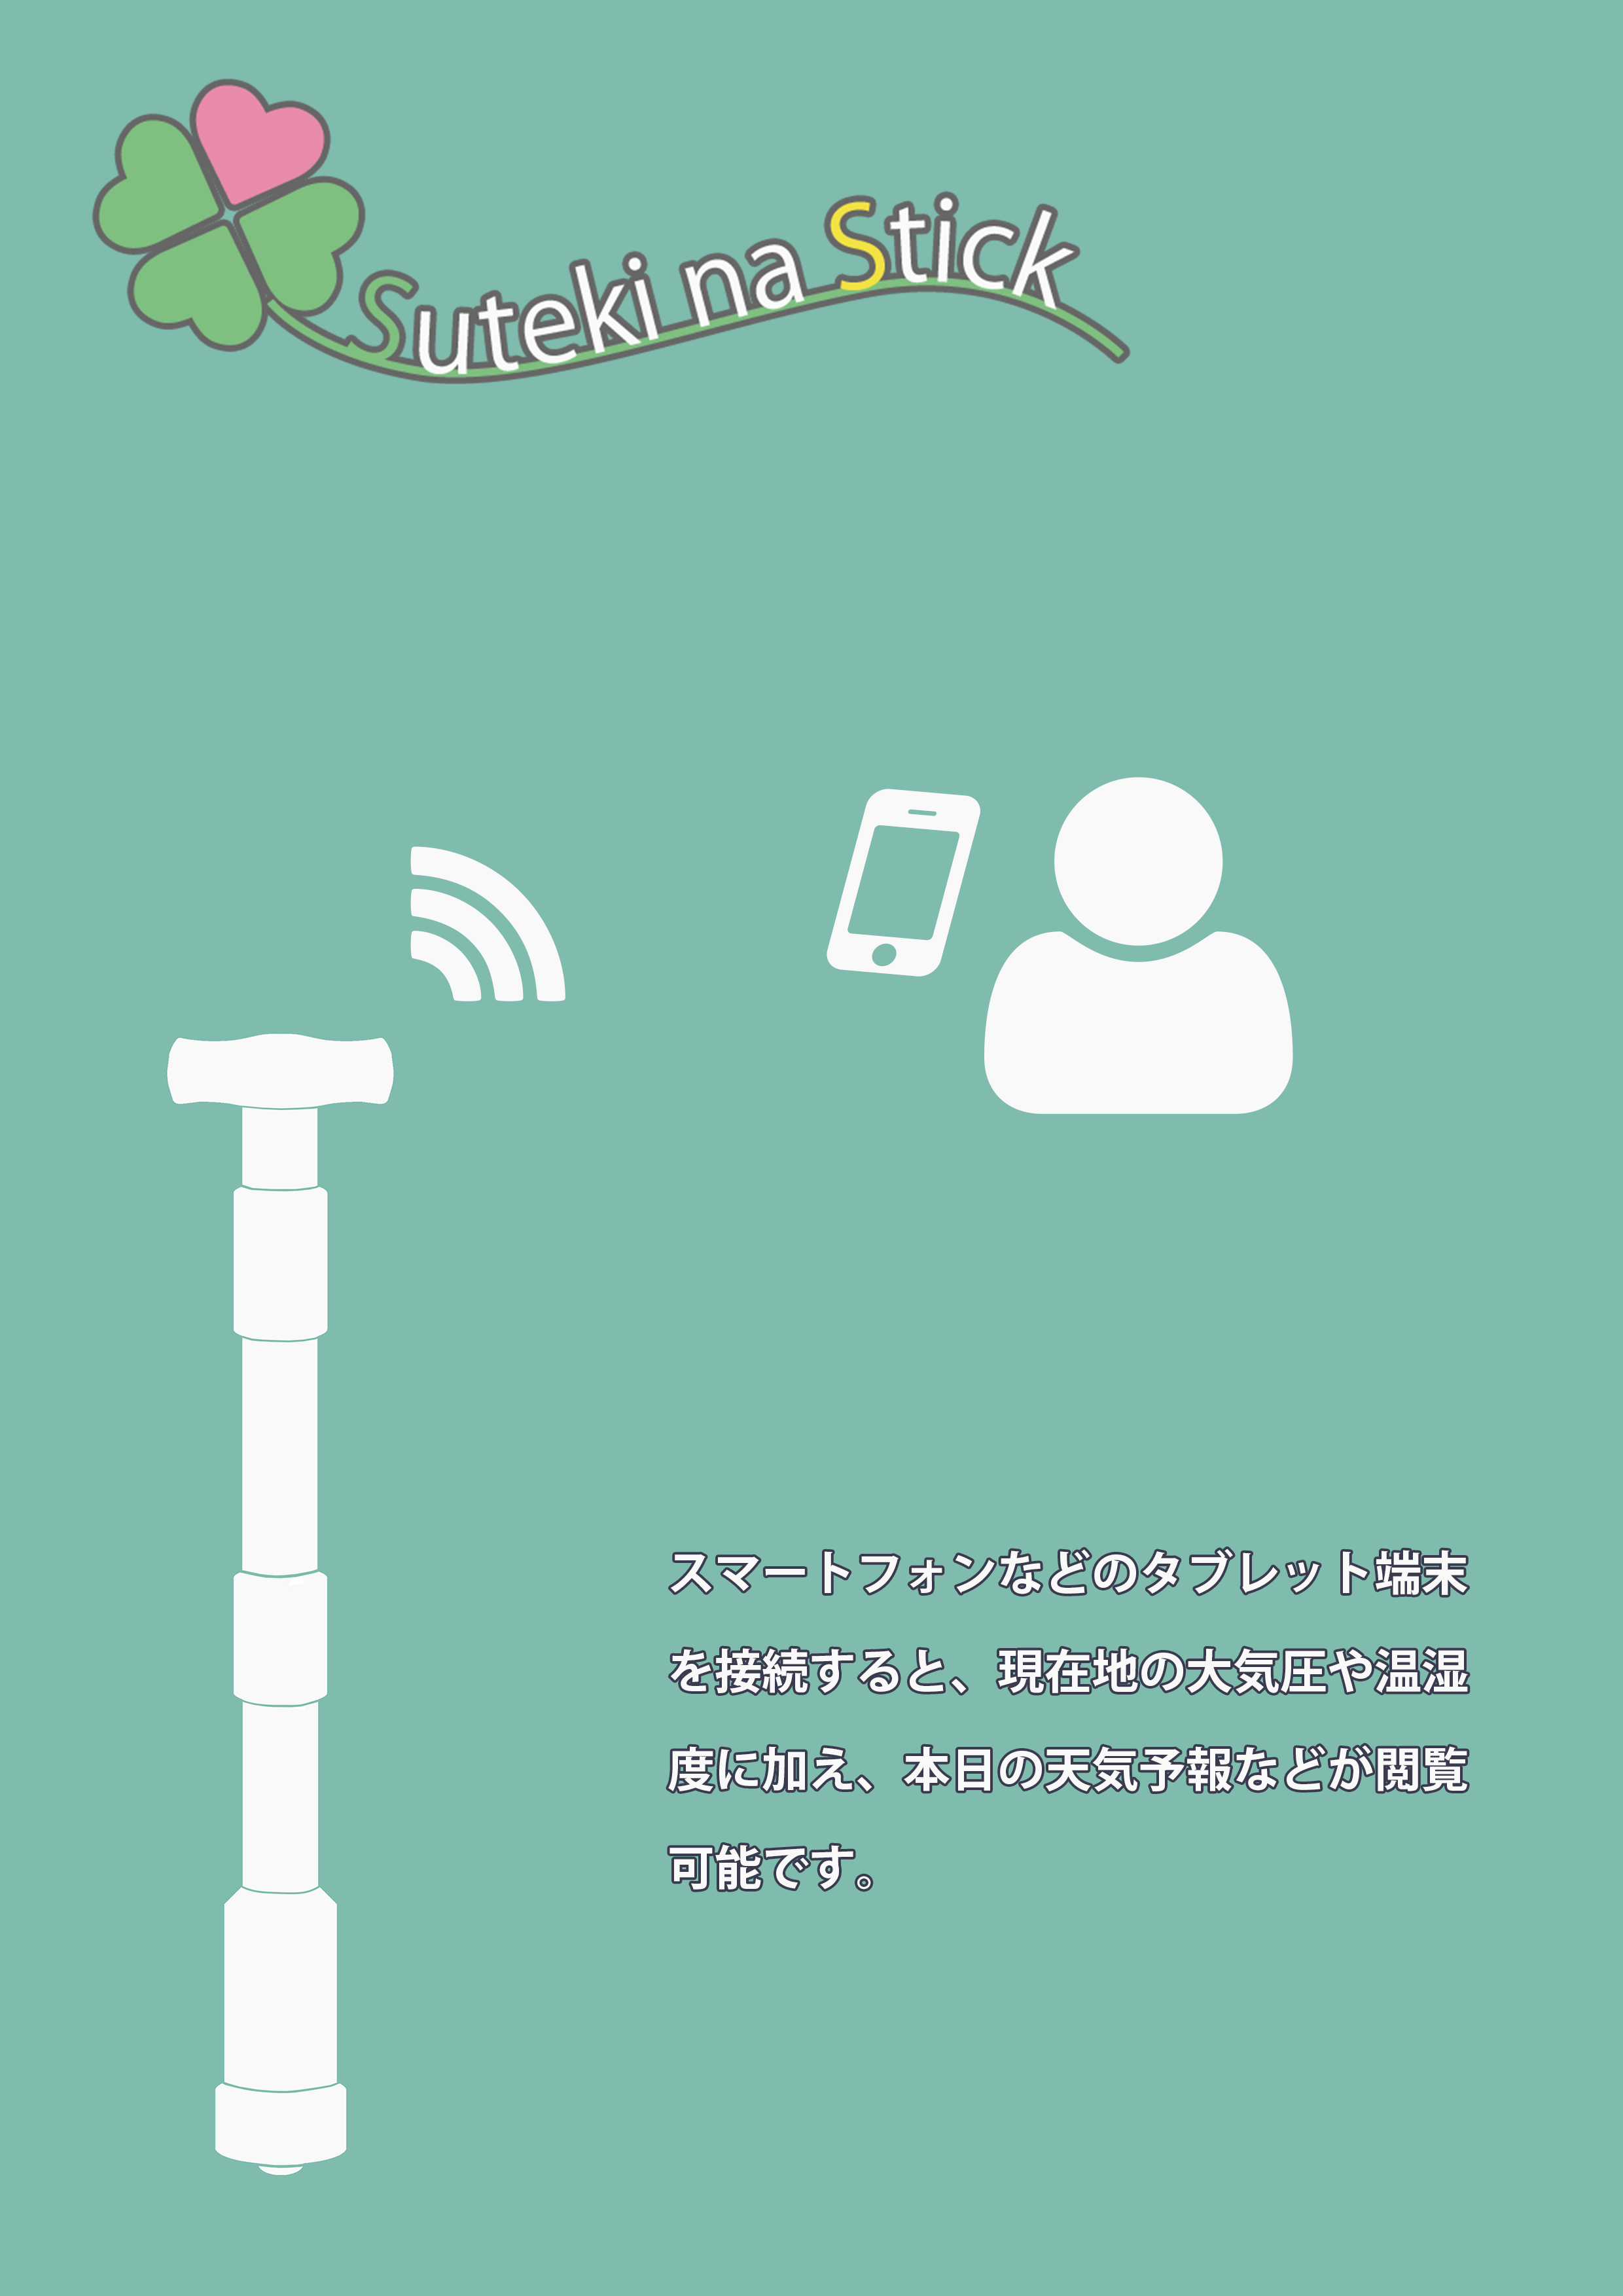 Suteki na Stick
スマートフォンなどのタブレット端末
を接続すると、現在地の大気圧や温湿
度に加え、本日の天気予報などが閲覧
可能です。